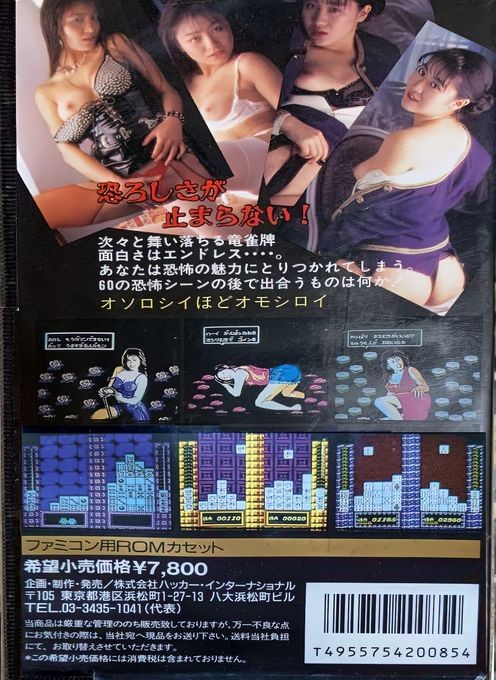 恐ろしさが
止まらない!
次々と舞い落ちる竜雀牌
面白さはエンドレス・・・・。
あなたは恐怖の魅力にとりつかれてしまう。
60の恐怖シーンの後で出合うものは何か!
オソロシイほどオモシロイ
GA 00110
GA 00020
GA 01165
GA 02960
ファミコン用ROMカセット
希望小売価格¥7,800
企画・制作・発売/株式会社ハッカー・インターナショナル
〒105 東京都港区浜松町1-27-13 八大浜松町ビル
TEL.03-3435-1041(代表)
当商品は厳重な管理ののち販売致しておりますが、万一不良な点
にお気付きの際は、当社宛へ現品をお送り下さい。送料当社負担
にて、お取り替えさせていただきます。
*この希望小売価格には消費税は含まれておりません。
T4955754200854